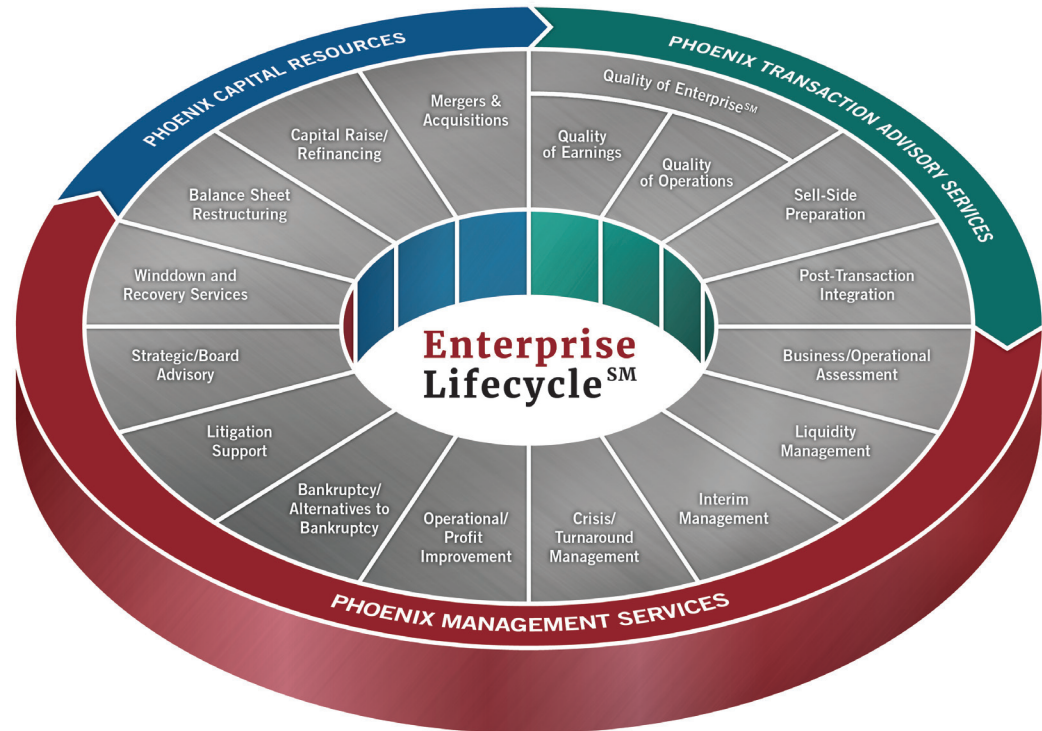 PHOENIX CAPITAL RESOURCES
PHOENIX TRANSACTION ADVISORY SERVICES
Quality of Enterprise℠
Quality
of Earnings
Quality
of Operations
Sell-Side
Preparation
Post-Transaction
Integration
Business/Operational
Assessment
Liquidity
Management
Interim
Management
Crisis/
Turnaround
Management
Operational/
Profit
Improvement
Bankruptcy/
Alternatives to
Bankruptcy
Litigation
Support
Strategic/Board
Advisory
Winddown and
Recovery Services
Balance Sheet
Restructuring
Capital Raise/
Refinancing
Mergers &
Acquisitions
Enterprise
Lifecycle℠
PHOENIX MANAGEMENT SERVICES